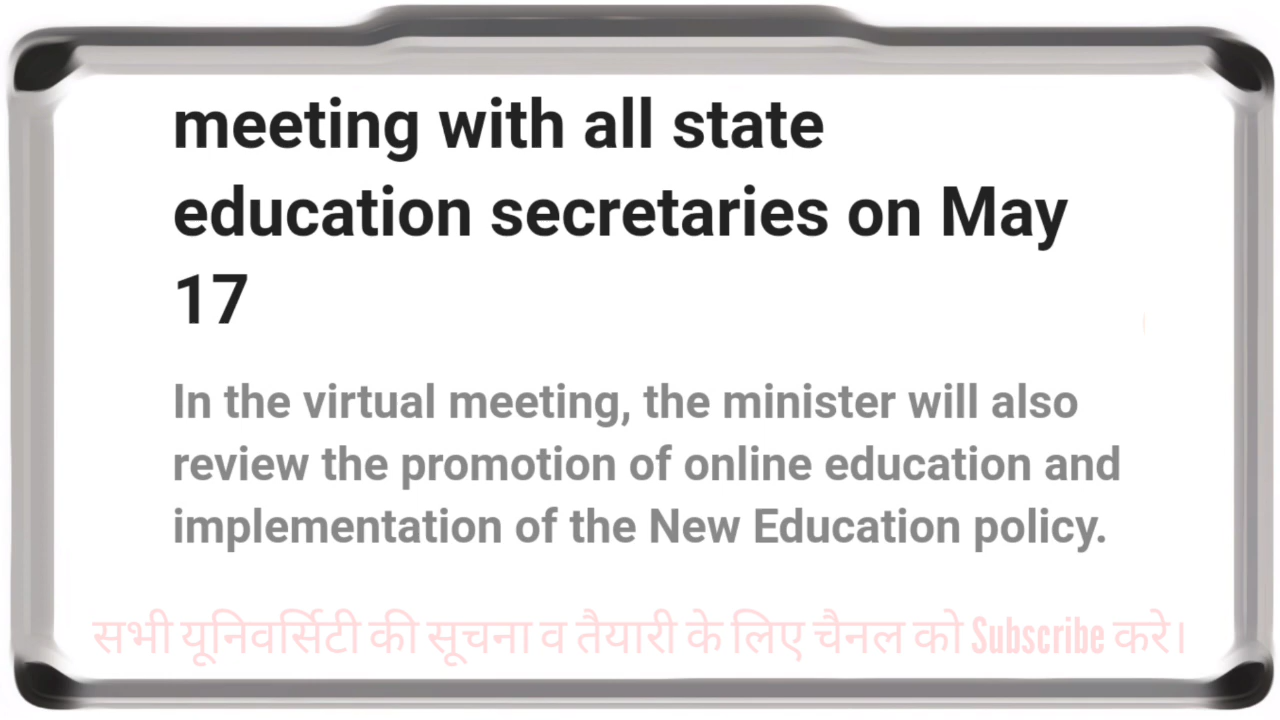 meeting with all state
education secretaries on May
17
In the virtual meeting, the minister will also
review the promotion of online education and
implementation of the New Education policy.
सभी यूनिवर्सिटी की सूचना व तैयारी के लिए चैनल को Subscribe करे।